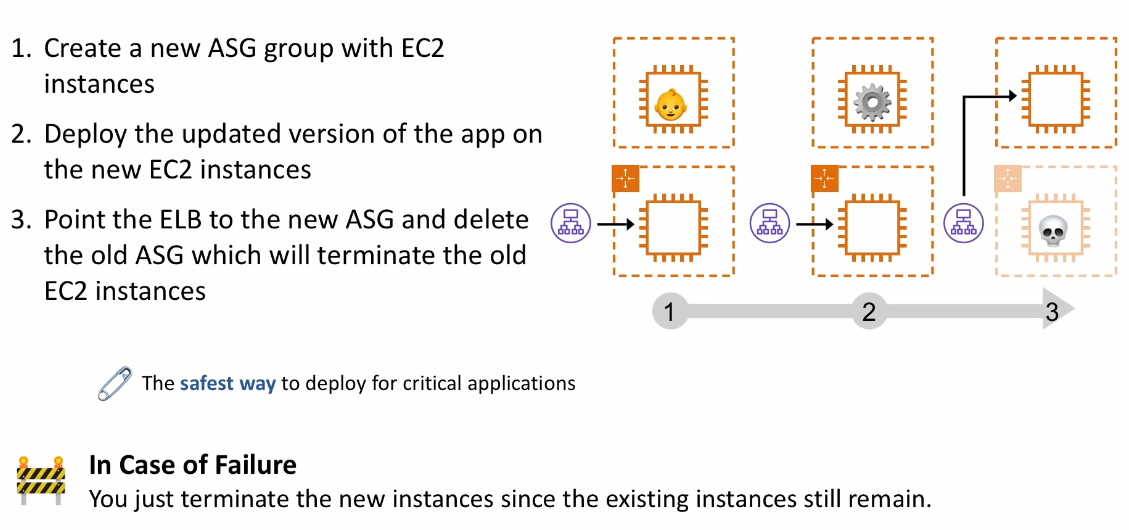 1. Create a new ASG group with EC2
instances
2. Deploy the updated version of the app on
the new EC2 instances
3. Point the ELB to the new ASG and delete
the old ASG which will terminate the old
EC2 instances
1 2 3
The safest way to deploy for critical applications
In Case of Failure
You just terminate the new instances since the existing instances still remain.